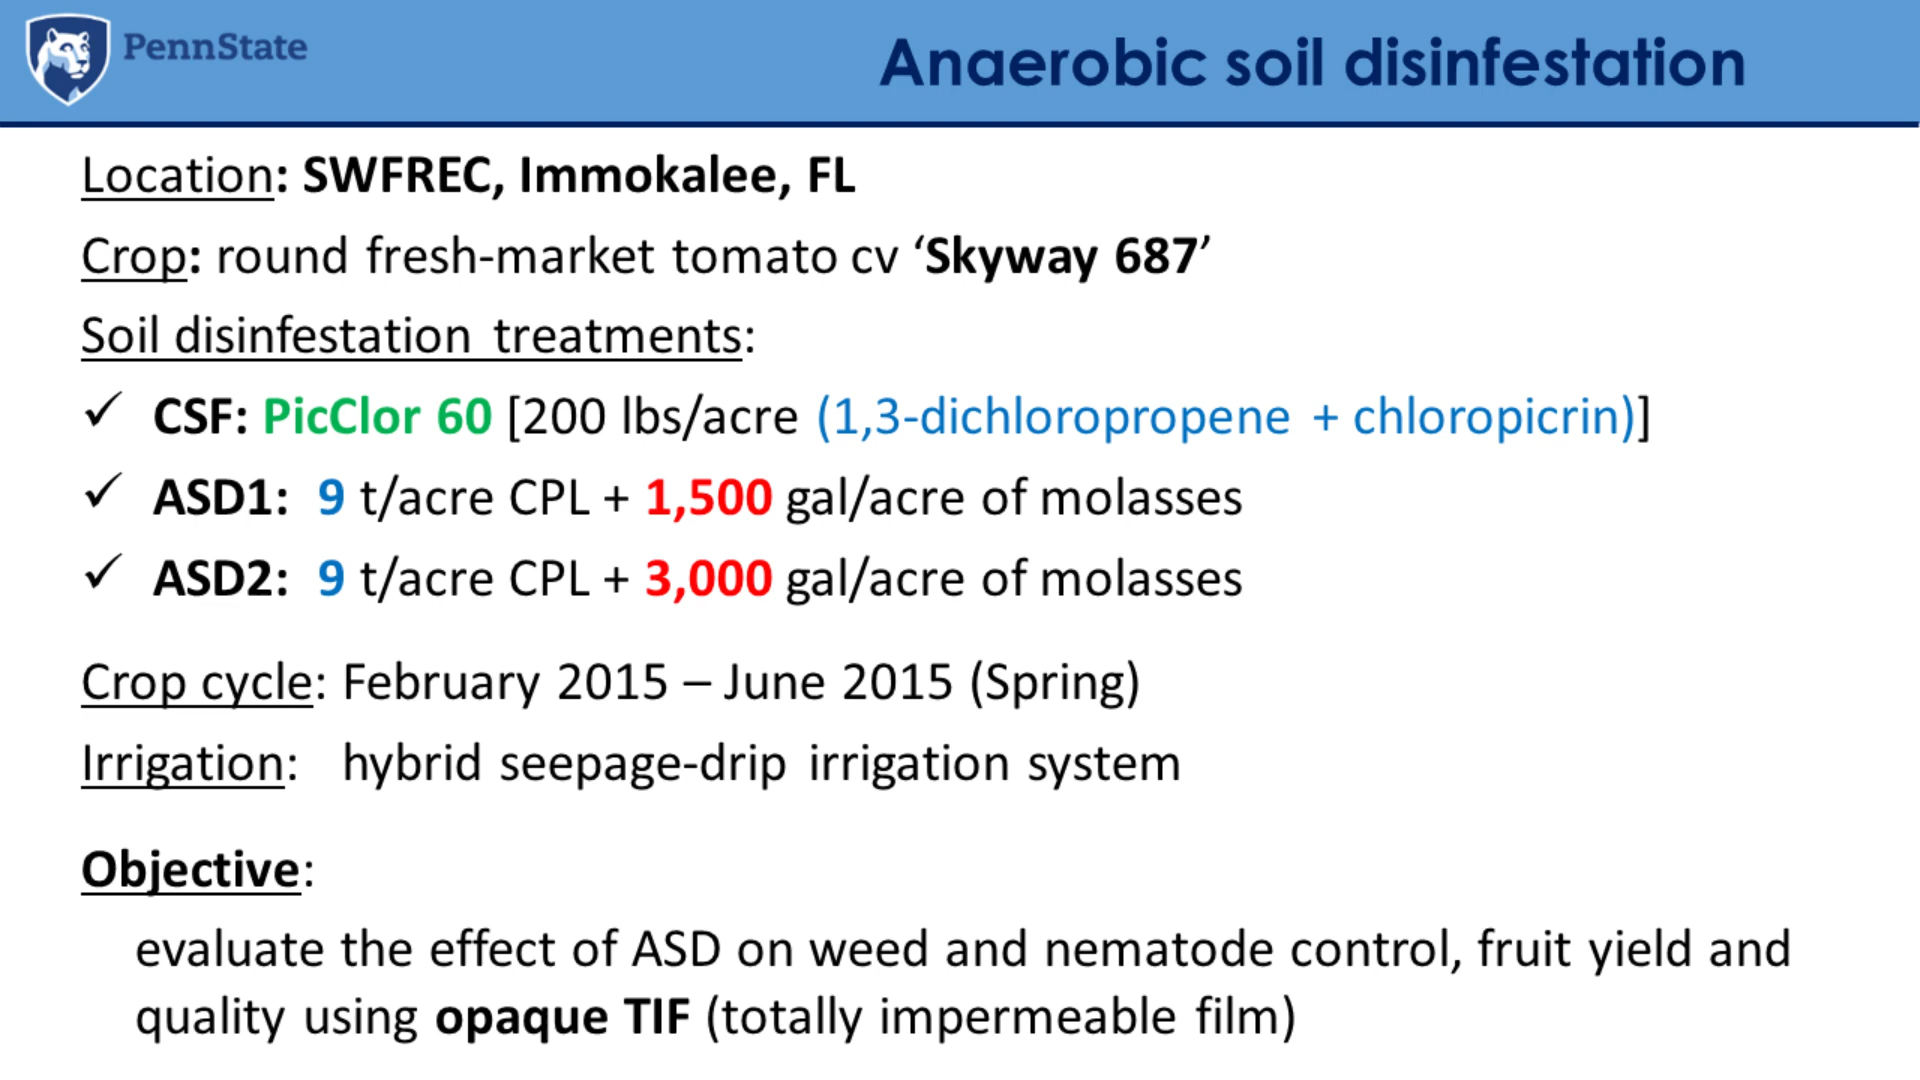 PennState
Anaerobic soil disinfestation
Location: SWFREC, Immokalee, FL
Crop: round fresh-market tomato cv ‘Skyway 687’
Soil disinfestation treatments:
✓ CSF: PicClor 60 [200 lbs/acre (1,3-dichloropropene + chloropicrin)]
✓ ASD1: 9 t/acre CPL + 1,500 gal/acre of molasses
✓ ASD2: 9 t/acre CPL + 3,000 gal/acre of molasses
Crop cycle: February 2015 – June 2015 (Spring)
Irrigation: hybrid seepage-drip irrigation system
Objective:
evaluate the effect of ASD on weed and nematode control, fruit yield and
quality using opaque TIF (totally impermeable film)